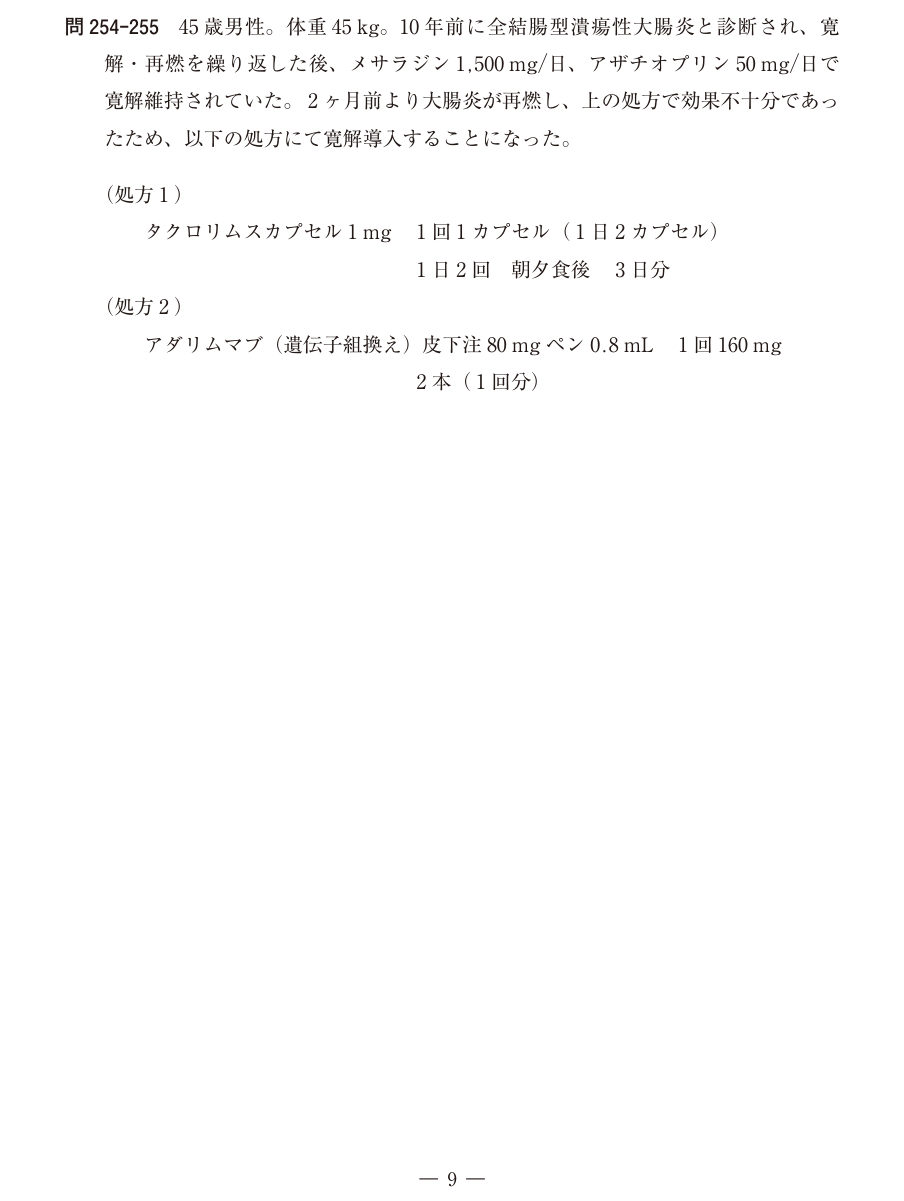 問 254-255 45 歳男性。体重 45 kg。10 年前に全結腸型潰瘍性大腸炎と診断され、寛
解・再燃を繰り返した後、メサラジン 1,500 mg/日、アザチオプリン 50 mg/日で
寛解維持されていた。2 ヶ月前より大腸炎が再燃し、上の処方で効果不十分であっ
たため、以下の処方にて寛解導入することになった。
（処方 1 ）
タクロリムスカプセル 1 mg 1 回 1 カプセル（ 1 日 2 カプセル）
1 日 2 回 朝夕食後 3 日分
（処方 2 ）
アダリムマブ（遺伝子組換え）皮下注 80 mg ペン 0.8 mL 1 回 160 mg
2 本（ 1 回分）
— 9 —